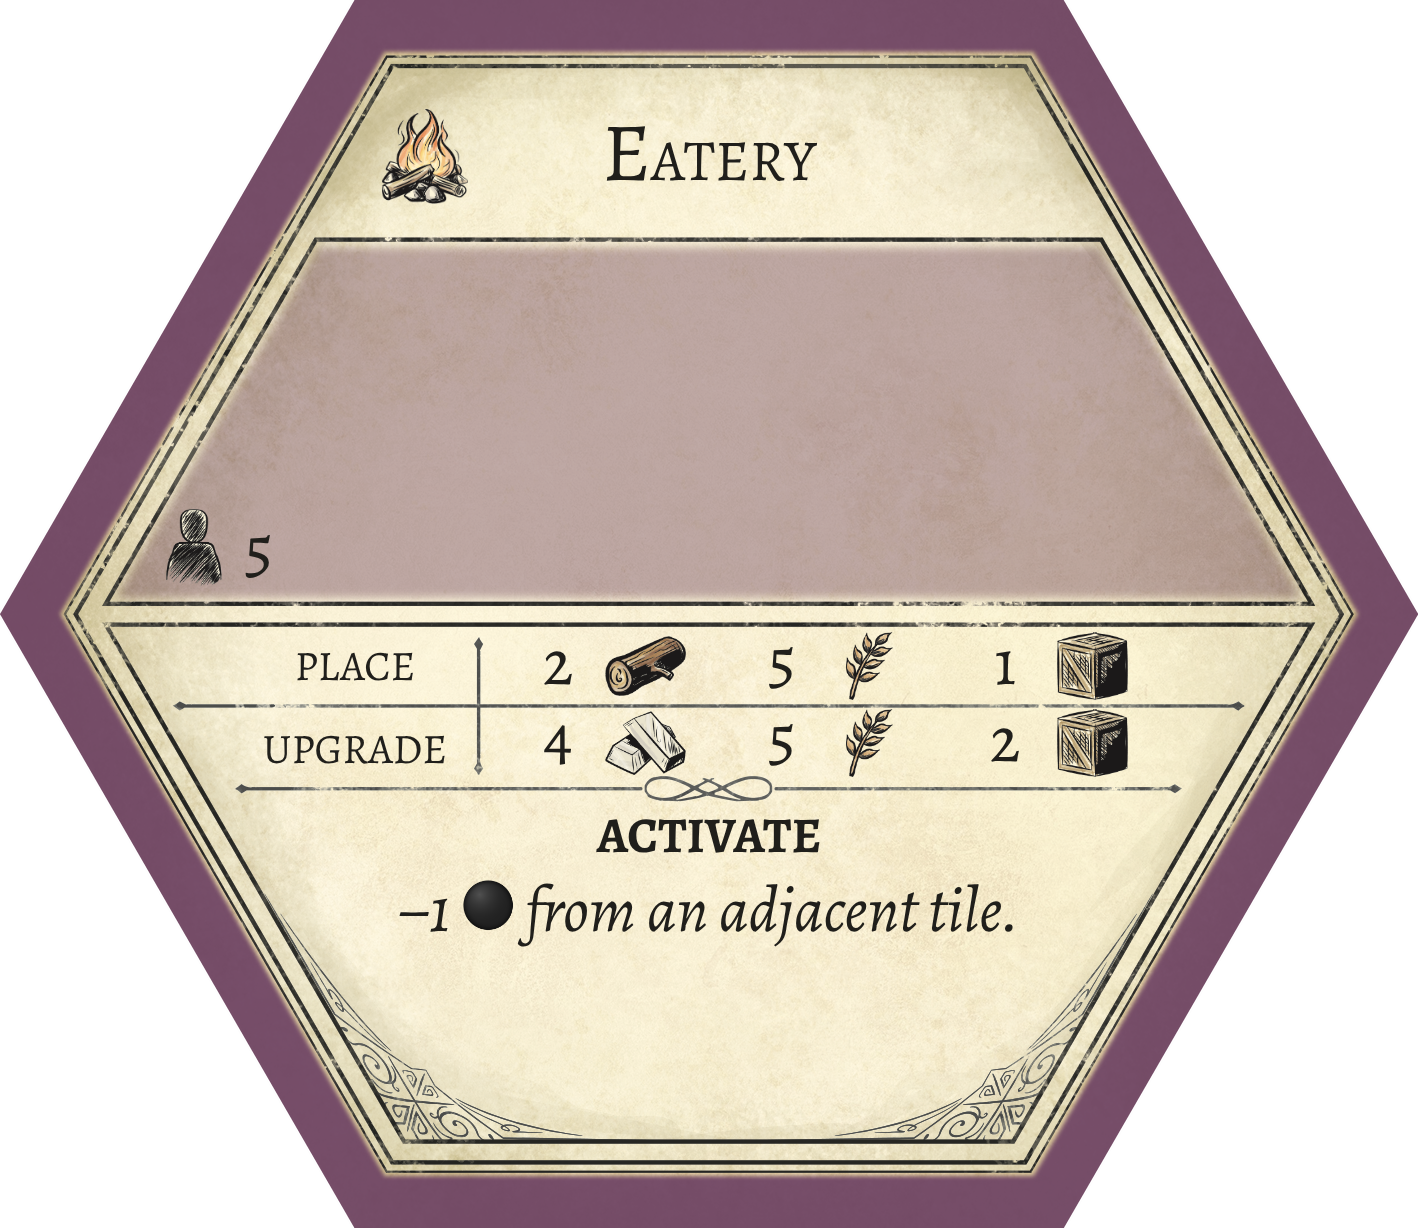 Eatery
5
PLACE 2 5 1
UPGRADE 4 5 2
ACTIVATE
–1 from an adjacent tile.